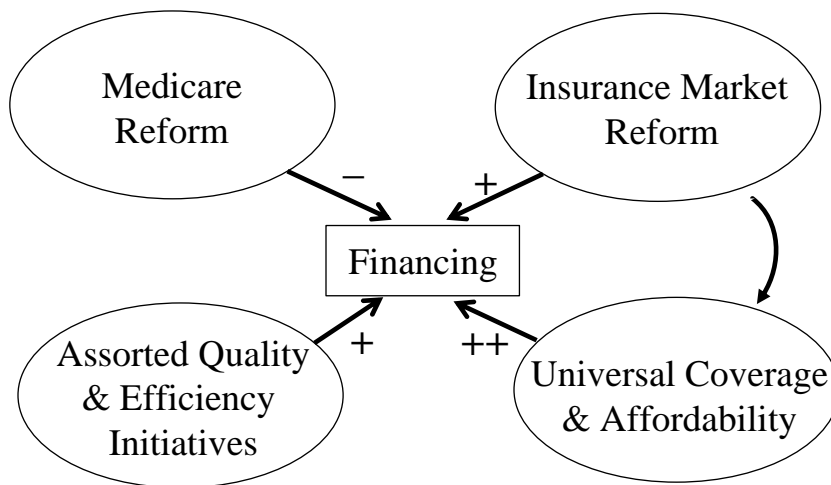 Medicare
Reform
Insurance Market
Reform
–
+
Financing
Assorted Quality
& Efficiency
Initiatives
+
++
Universal Coverage
& Affordability